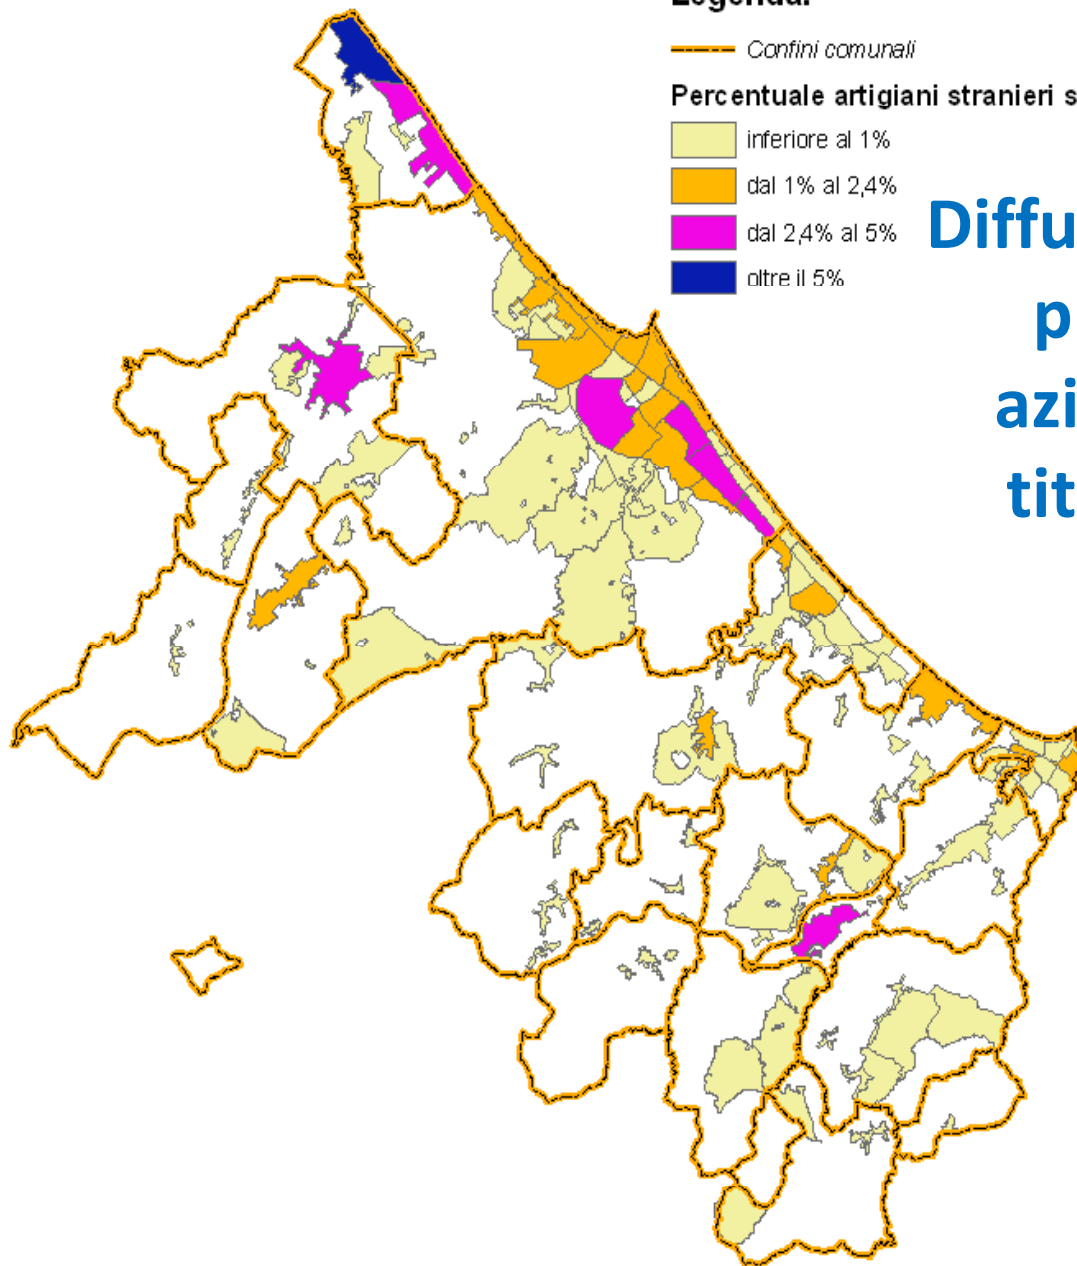 Legenda:
Confini comunali
Percentuale artigiani stranieri s
inferiore al 1%
dal 1% al 2,4%
dal 2,4% al 5%
oltre il 5%
Diffu
p
azi
tit